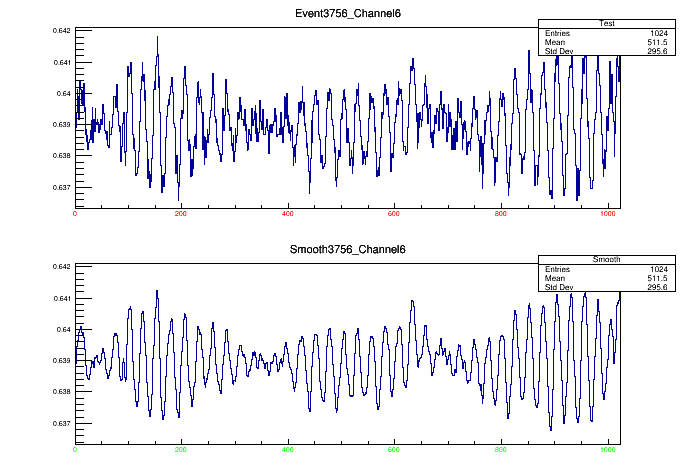 Event3756_Channel6
Test
Entries 1024
Mean 511.5
Std Dev 295.6
0.642
0.641
0.64
0.639
0.638
0.637
0 200 400 600 800 1000
Smooth3756_Channel6
Smooth
Entries 1024
Mean 511.5
Std Dev 295.6
0.642
0.641
0.64
0.639
0.638
0.637
0 200 400 600 800 1000